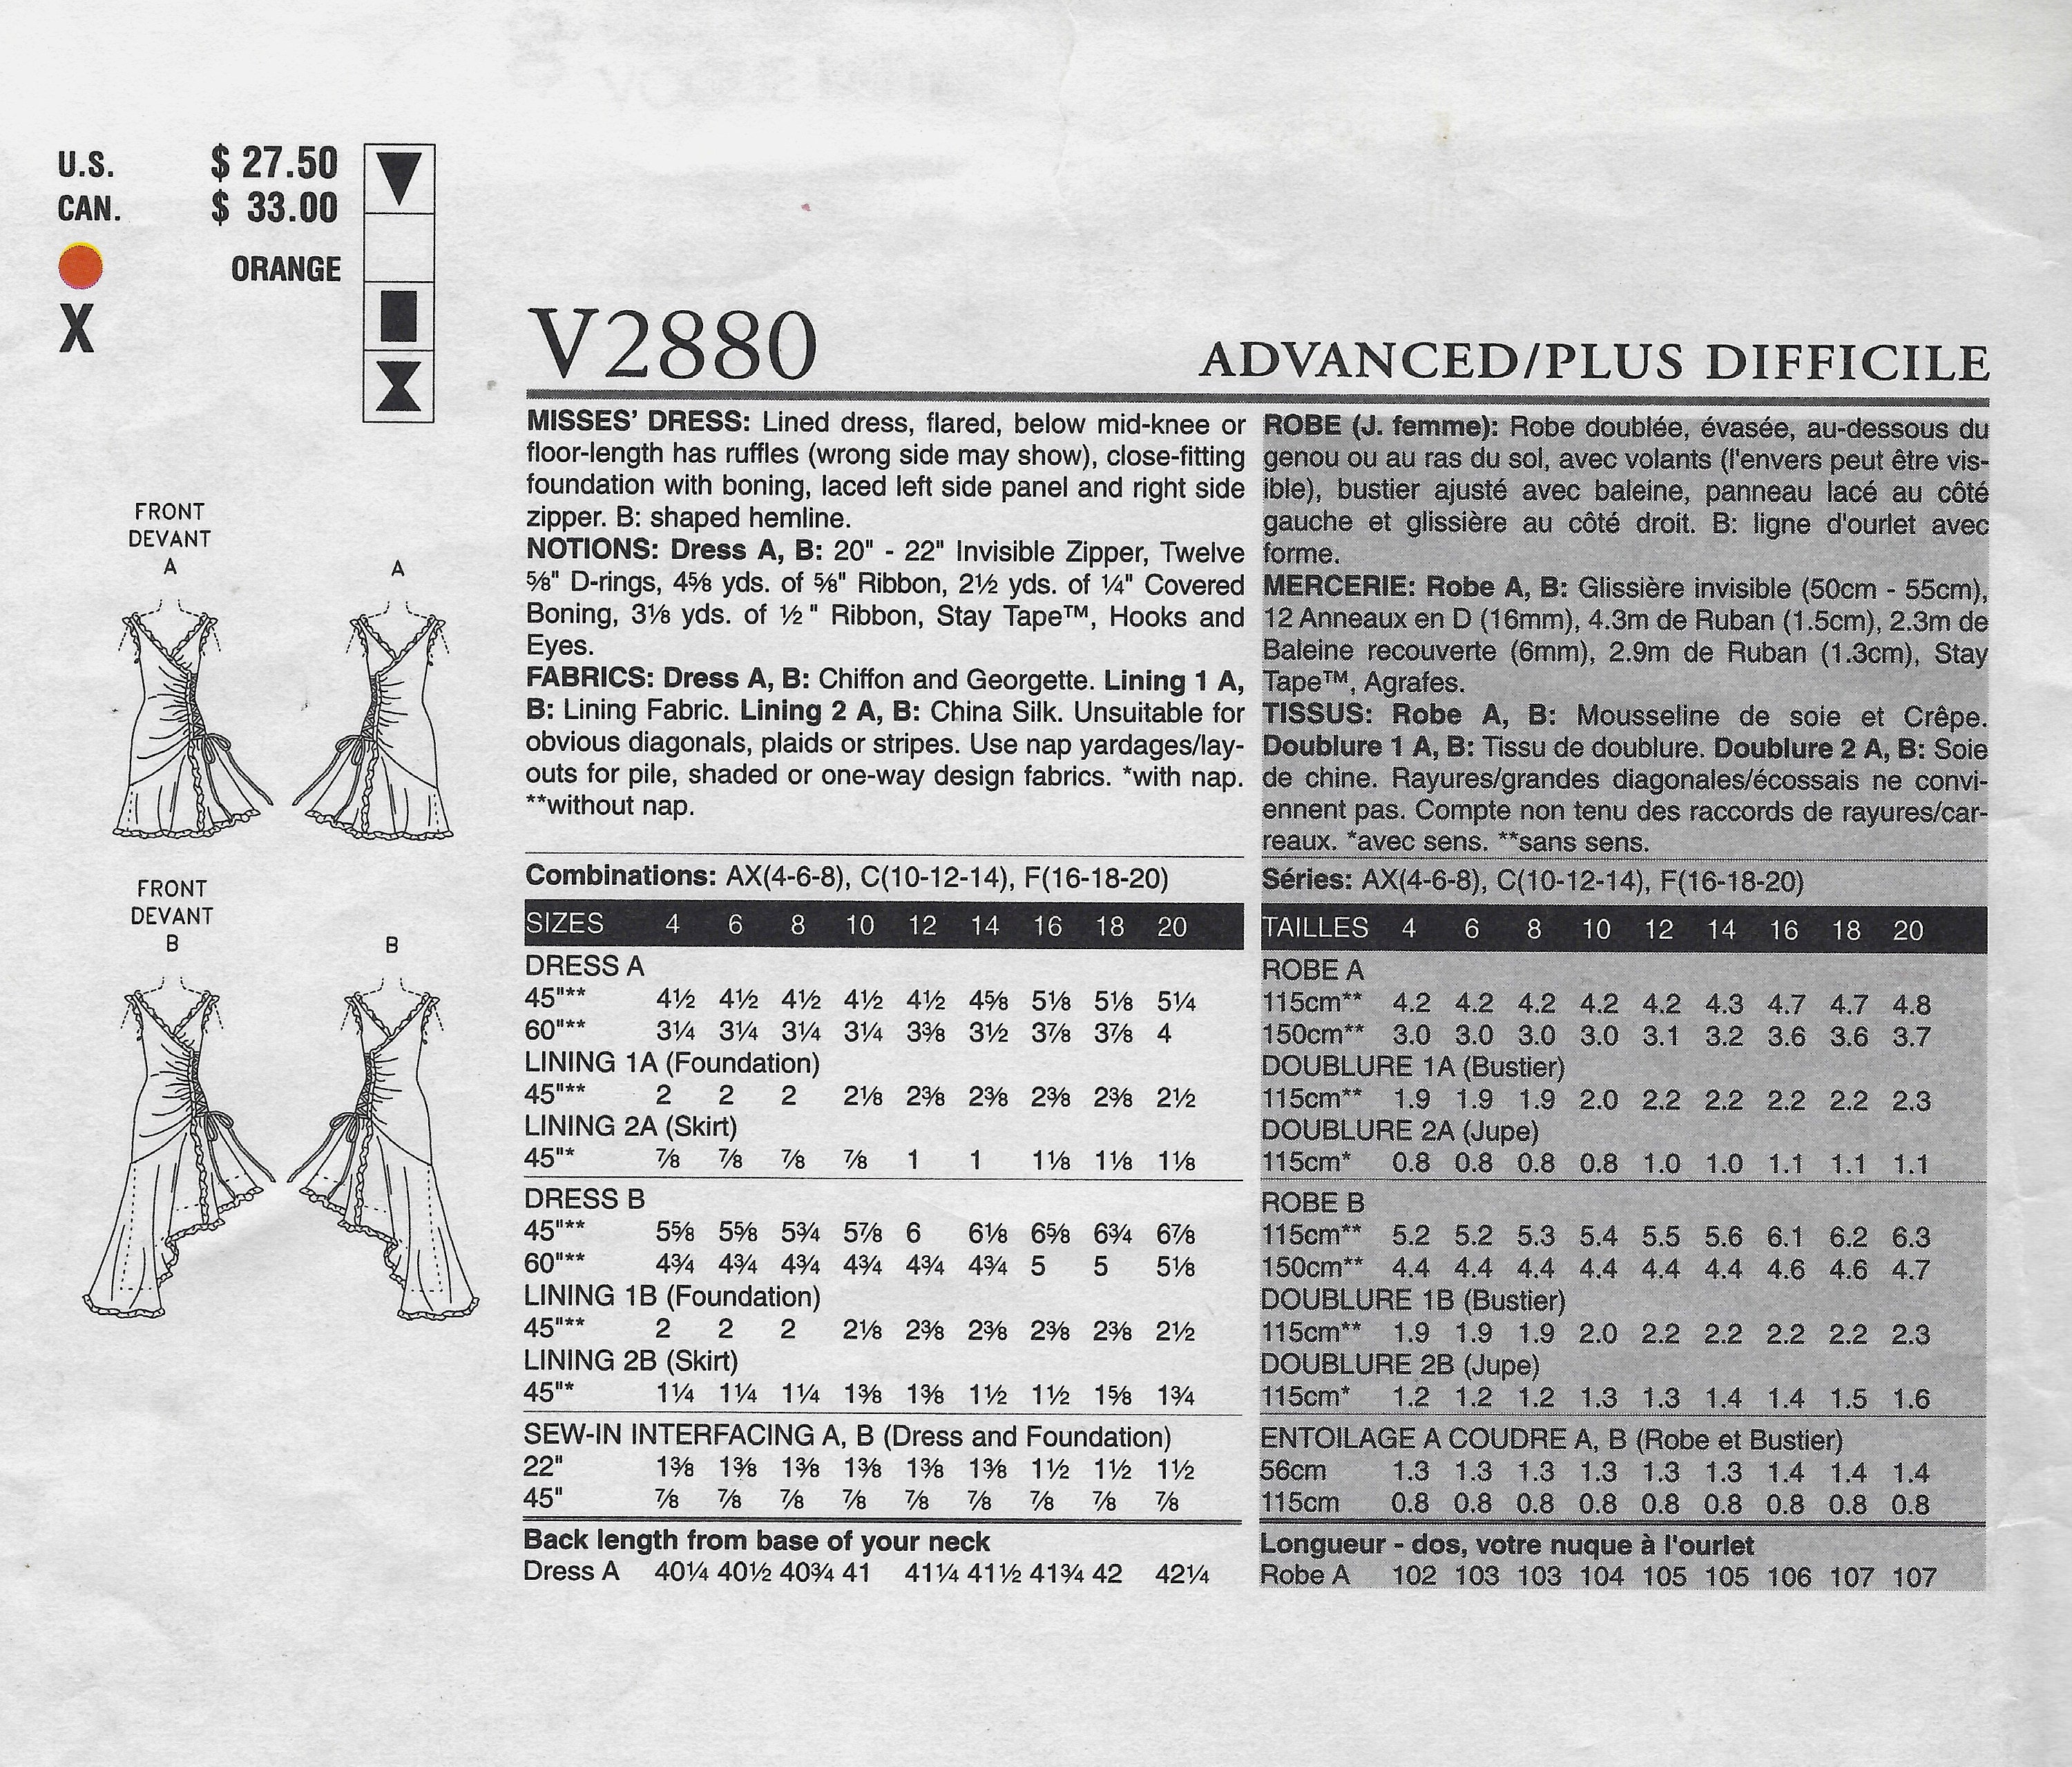 U.S. $ 27.50
CAN. $ 33.00
ORANGE
X
V2880
ADVANCED/PLUS DIFFICILE
FRONT
DEVANT
A
A
FRONT
DEVANT
B
B
MISSES' DRESS: Lined dress, flared, below mid-knee or
floor-length has ruffles (wrong side may show), close-fitting
foundation with boning, laced left side panel and right side
zipper. B: shaped hemline.
NOTIONS: Dress A, B: 20" - 22" Invisible Zipper, Twelve
⅝" D-rings, 4⅝ yds. of ⅝" Ribbon, 2½ yds. of ¼" Covered
Boning, 3⅛ yds. of ½ " Ribbon, Stay Tape™, Hooks and
Eyes.
FABRICS: Dress A, B: Chiffon and Georgette. Lining 1 A,
B: Lining Fabric. Lining 2 A, B: China Silk. Unsuitable for
obvious diagonals, plaids or stripes. Use nap yardages/lay-
outs for pile, shaded or one-way design fabrics. *with nap.
**without nap.
Combinations: AX(4-6-8), C(10-12-14), F(16-18-20)
SIZES 4 6 8 10 12 14 16 18 20
DRESS A
45"** 4½ 4½ 4½ 4½ 4½ 4⅝ 5⅛ 5⅛ 5¼
60"** 3¼ 3¼ 3¼ 3¼ 3⅜ 3½ 3⅞ 3⅞ 4
LINING 1A (Foundation)
45"** 2 2 2 2⅛ 2⅜ 2⅜ 2⅜ 2⅜ 2½
LINING 2A (Skirt)
45"* ⅞ ⅞ ⅞ ⅞ 1 1 1⅛ 1⅛ 1⅛
DRESS B
45"** 5⅝ 5⅝ 5¾ 5⅞ 6 6⅛ 6⅝ 6¾ 6⅞
60"** 4¾ 4¾ 4¾ 4¾ 4¾ 4¾ 5 5 5⅛
LINING 1B (Foundation)
45"** 2 2 2 2⅛ 2⅜ 2⅜ 2⅜ 2⅜ 2½
LINING 2B (Skirt)
45"* 1¼ 1¼ 1¼ 1⅜ 1⅜ 1½ 1½ 1⅝ 1¾
SEW-IN INTERFACING A, B (Dress and Foundation)
22" 1⅜ 1⅜ 1⅜ 1⅜ 1⅜ 1⅜ 1½ 1½ 1½
45" ⅞ ⅞ ⅞ ⅞ ⅞ ⅞ ⅞ ⅞ ⅞
Back length from base of your neck
Dress A 40¼ 40½ 40¾ 41 41¼ 41½ 41¾ 42 42¼
ROBE (J. femme): Robe doublée, évasée, au-dessous du
genou ou au ras du sol, avec volants (l'envers peut être vis-
ible), bustier ajusté avec baleine, panneau lacé au côté
gauche et glissière au côté droit. B: ligne d'ourlet avec
forme.
MERCERIE: Robe A, B: Glissière invisible (50cm - 55cm),
12 Anneaux en D (16mm), 4.3m de Ruban (1.5cm), 2.3m de
Baleine recouverte (6mm), 2.9m de Ruban (1.3cm), Stay
Tape™, Agrafes.
TISSUS: Robe A, B: Mousseline de soie et Crêpe.
Doublure 1 A, B: Tissu de doublure. Doublure 2 A, B: Soie
de chine. Rayures/grandes diagonales/écossais ne convi-
ennent pas. Compte non tenu des raccords de rayures/car-
reaux. *avec sens. **sans sens.
Séries: AX(4-6-8), C(10-12-14), F(16-18-20)
TAILLES 4 6 8 10 12 14 16 18 20
ROBE A
115cm** 4.2 4.2 4.2 4.2 4.2 4.3 4.7 4.7 4.8
150cm** 3.0 3.0 3.0 3.0 3.1 3.2 3.6 3.6 3.7
DOUBLURE 1A (Bustier)
115cm** 1.9 1.9 1.9 2.0 2.2 2.2 2.2 2.2 2.3
DOUBLURE 2A (Jupe)
115cm* 0.8 0.8 0.8 0.8 1.0 1.0 1.1 1.1 1.1
ROBE B
115cm** 5.2 5.2 5.3 5.4 5.5 5.6 6.1 6.2 6.3
150cm** 4.4 4.4 4.4 4.4 4.4 4.4 4.6 4.6 4.7
DOUBLURE 1B (Bustier)
115cm** 1.9 1.9 1.9 2.0 2.2 2.2 2.2 2.2 2.3
DOUBLURE 2B (Jupe)
115cm* 1.2 1.2 1.2 1.3 1.3 1.4 1.4 1.5 1.6
ENTOILAGE A COUDRE A, B (Robe et Bustier)
56cm 1.3 1.3 1.3 1.3 1.3 1.3 1.4 1.4 1.4
115cm 0.8 0.8 0.8 0.8 0.8 0.8 0.8 0.8 0.8
Longueur - dos, votre nuque à l'ourlet
Robe A 102 103 103 104 105 105 106 107 107